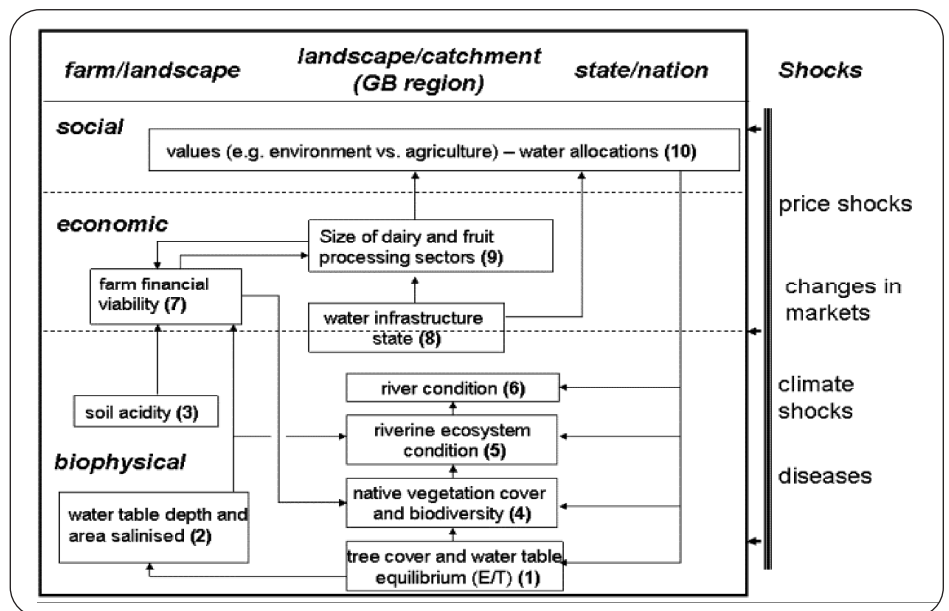 farm/landscape
landscape/catchment
(GB region)
state/nation
Shocks
social
values (e.g. environment vs. agriculture) – water allocations (10)
economic
Size of dairy and fruit
processing sectors (9)
price shocks
farm financial
viability (7)
water infrastructure
state (8)
changes in
markets
river condition (6)
climate
shocks
soil acidity (3)
riverine ecosystem
condition (5)
biophysical
diseases
water table depth and
area salinised (2)
native vegetation cover
and biodiversity (4)
tree cover and water table
equilibrium (E/T) (1)